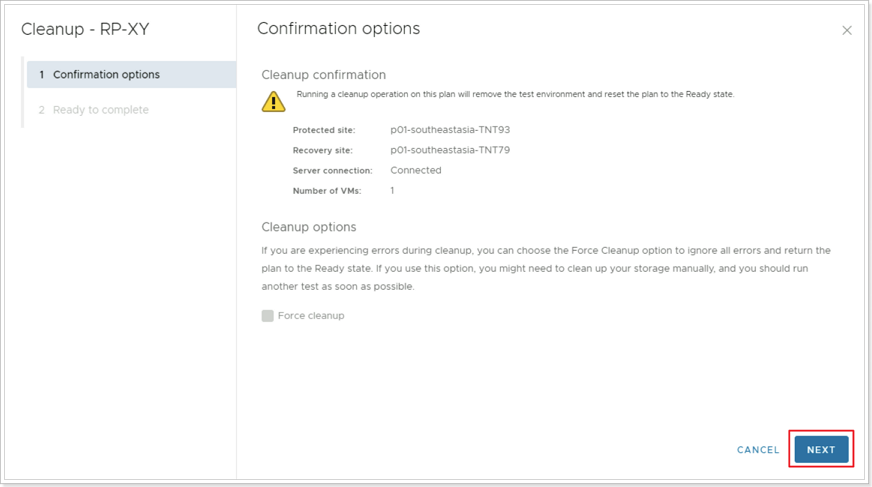 Cleanup - RP-XY
1 Confirmation options
2 Ready to complete
Confirmation options
Cleanup confirmation
Running a cleanup operation on this plan will remove the test environment and reset the plan to the Ready state.
Protected site: p01-southeastasia-TNT93
Recovery site: p01-southeastasia-TNT79
Server connection: Connected
Number of VMs: 1
Cleanup options
If you are experiencing errors during cleanup, you can choose the Force Cleanup option to ignore all errors and return the
plan to the Ready state. If you use this option, you might need to clean up your storage manually, and you should run
another test as soon as possible.
Force cleanup
CANCEL NEXT